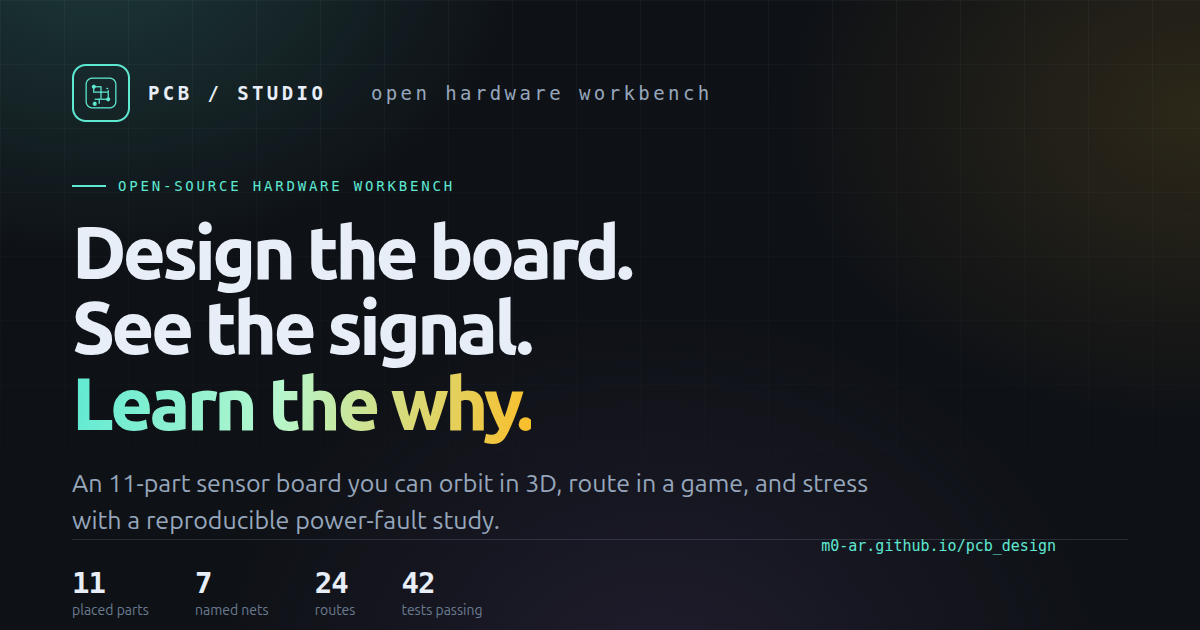 PCB / STUDIO open hardware workbench
OPEN-SOURCE HARDWARE WORKBENCH
Design the board.
See the signal.
Learn the why.
An 11-part sensor board you can orbit in 3D, route in a game, and stress
with a reproducible power-fault study.
m0-ar.github.io/pcb_design
11 7 24 42
placed parts named nets routes tests passing